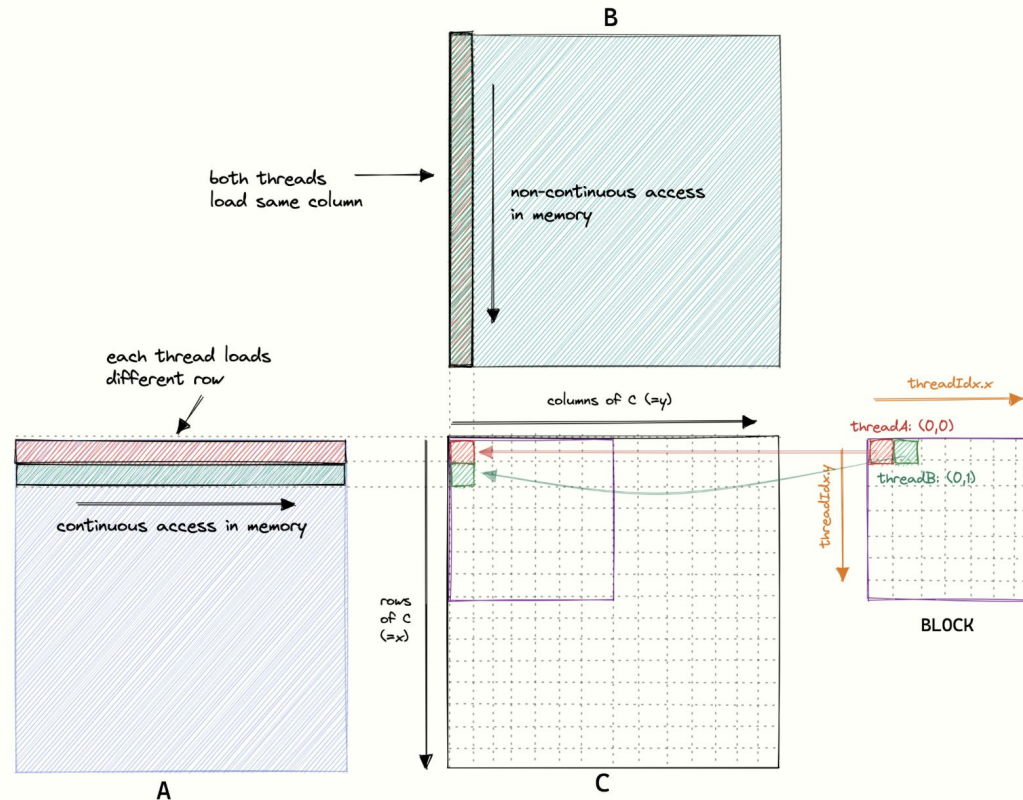 B
both threads
load same column
non-continuous access
in memory
each thread loads
different row
columns of C (=y)
threadIdx.x
threadA: (0,0)
threadB: (0,1)
threadIdx.y
continuous access in memory
rows
of C
(=x)
BLOCK
A
C